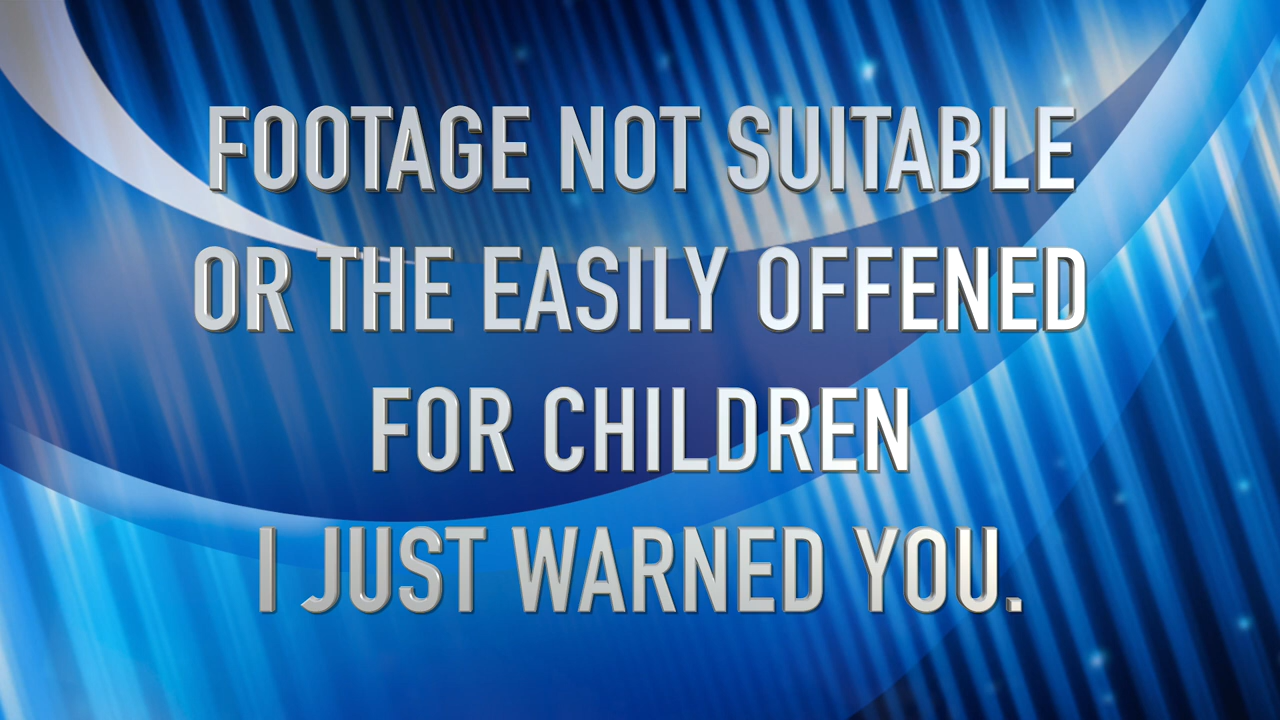 FOOTAGE NOT SUITABLE
OR THE EASILY OFFENED
FOR CHILDREN
I JUST WARNED YOU.